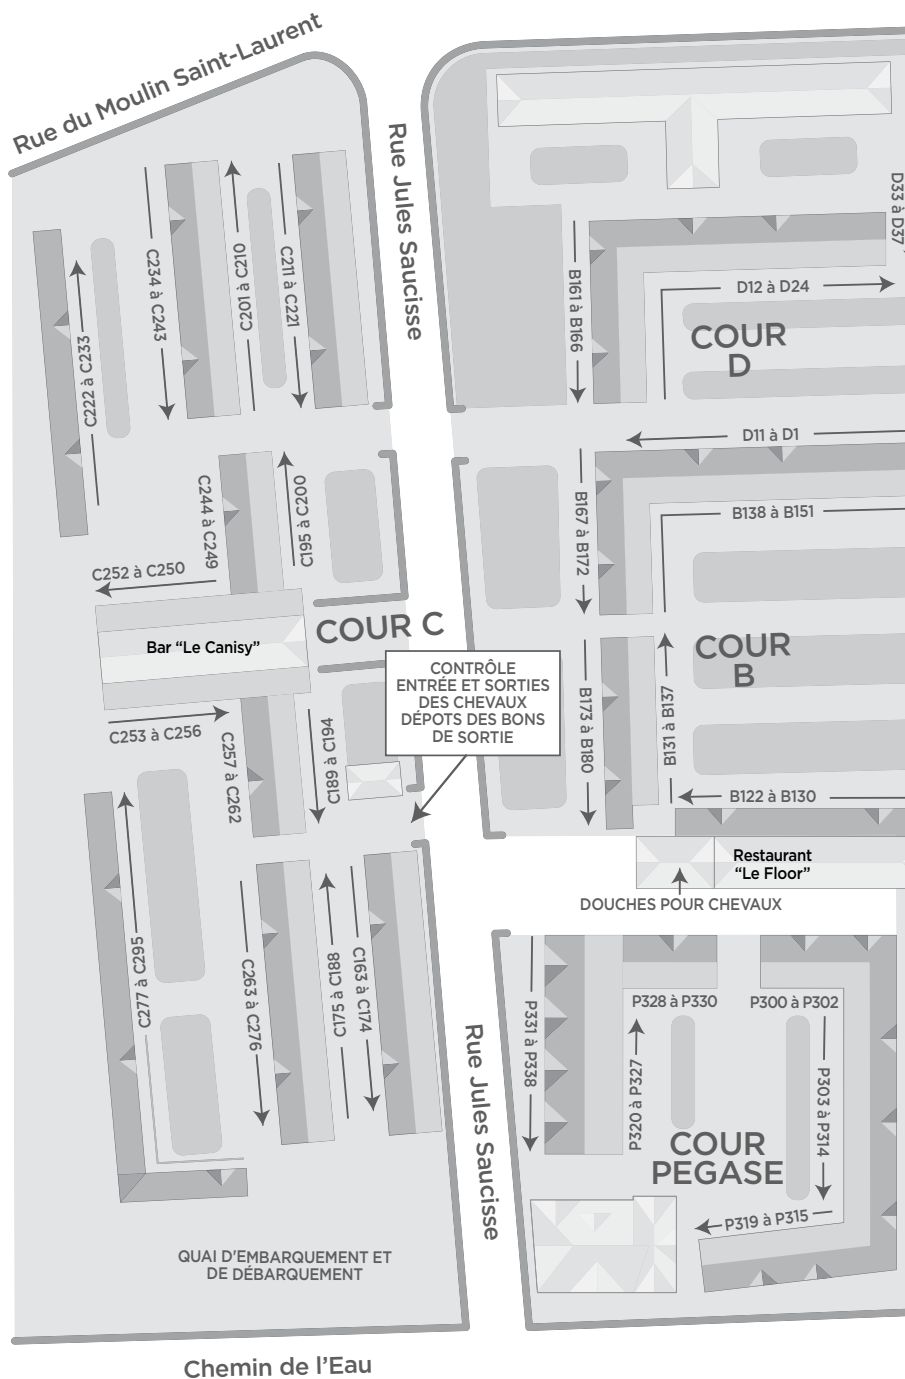 Rue du Moulin Saint-Laurent
Rue Jules Saucisse
D33 à D37
C234 à C243
C201 à C210
C211 à C221
C222 à C233
B161 à B166
D12 à D24
COUR
D
D11 à D1
C244 à C249
C195 à C200
B167 à B172
B138 à B151
C252 à C250
Bar “Le Canisy”
COUR C
CONTRÔLE
ENTRÉE ET SORTIES
DES CHEVAUX
DÉPOTS DES BONS
DE SORTIE
COUR
B
C253 à C256
C257 à C262
C189 à C194
B173 à B180
B131 à B137
B122 à B130
Restaurant
“Le Floor”
DOUCHES POUR CHEVAUX
C277 à C295
C263 à C276
C175 à C188
C163 à C174
Rue Jules Saucisse
P331 à P338
P328 à P330
P300 à P302
P320 à P327
P303 à P314
COUR
PEGASE
P319 à P315
QUAI D'EMBARQUEMENT ET
DE DÉBARQUEMENT
Chemin de l’Eau